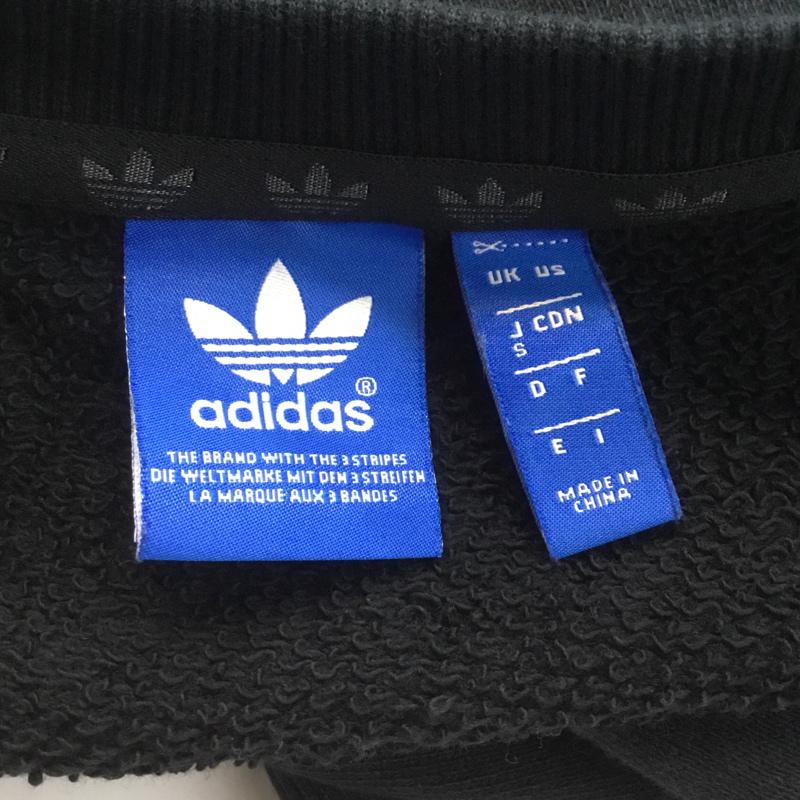 adidas®
THE BRAND WITH THE 3 STRIPES
DIE WELTMARKE MIT DEN 3 STREIFEN
LA MARQUE AUX 3 BANDES
UK US
J CDN
S
D F
E I
MADE IN
CHINA